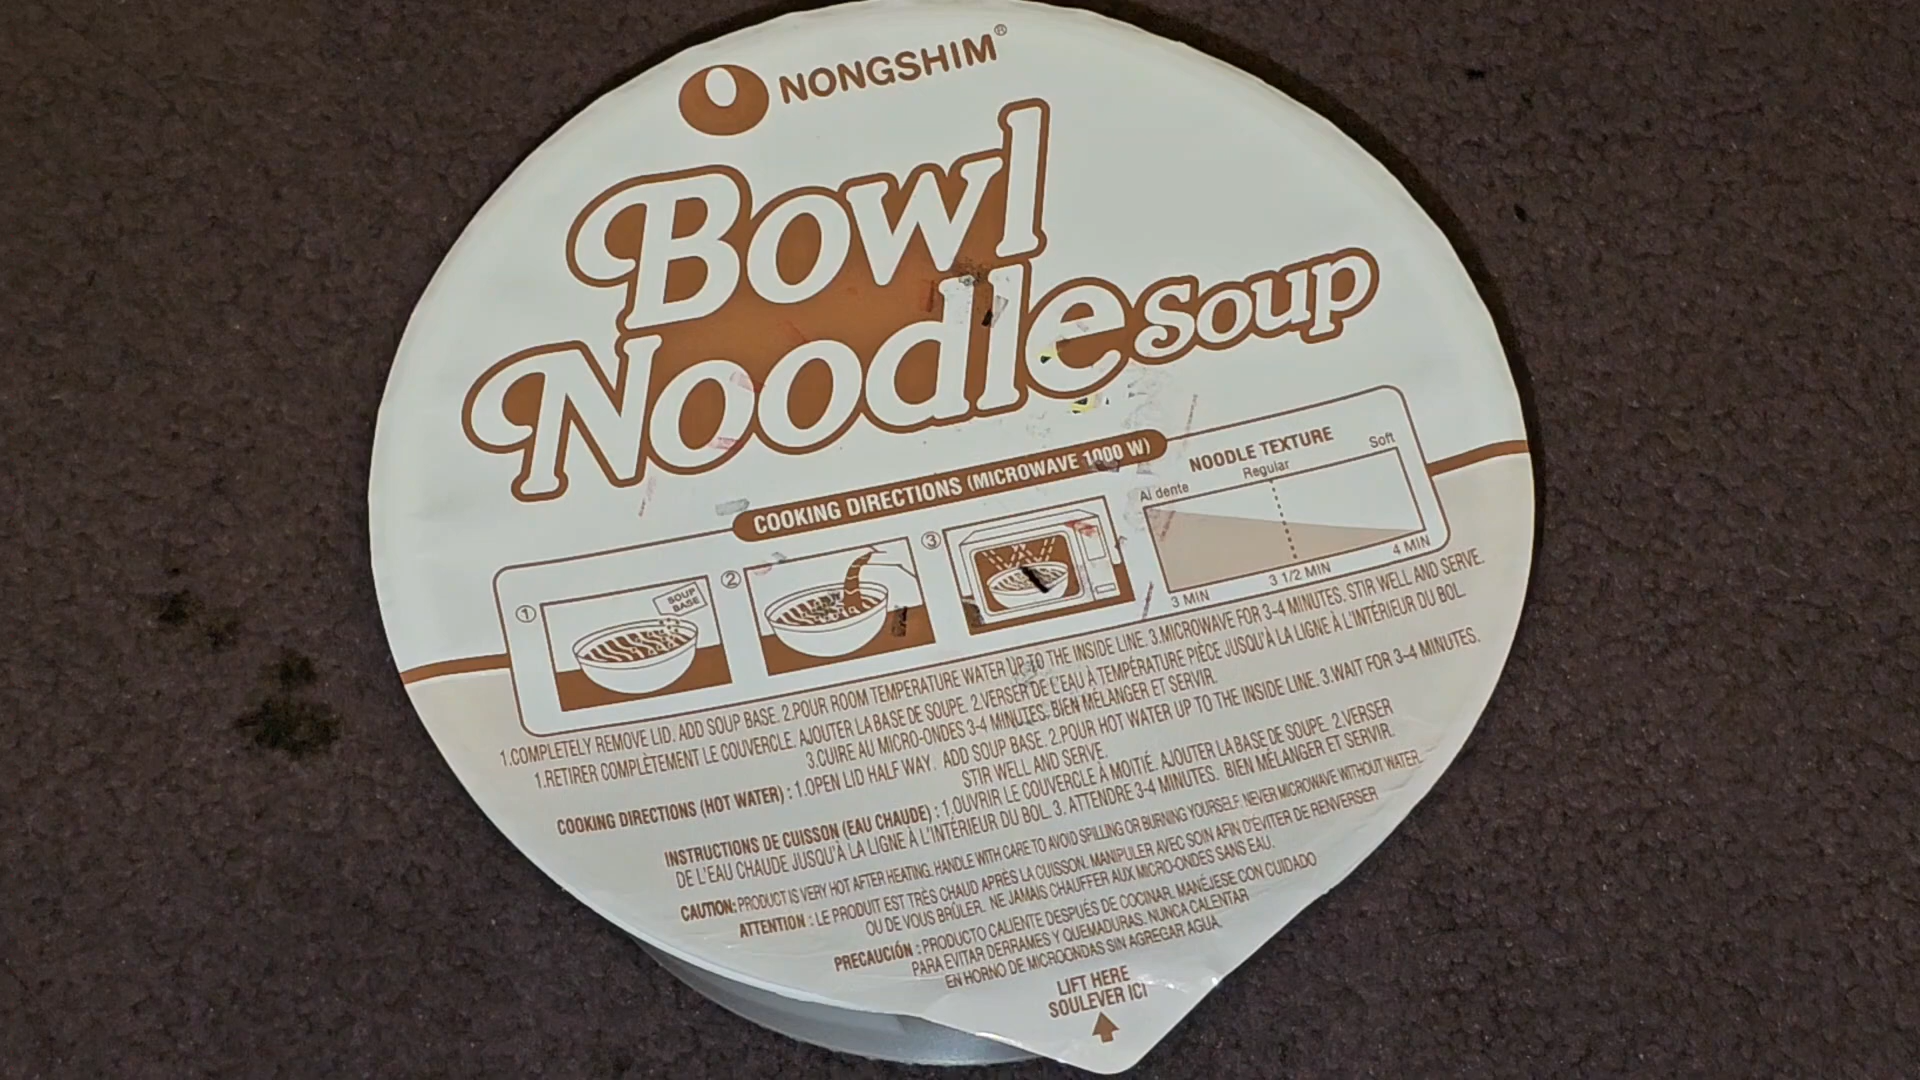 NONGSHIM®
Bowl
Noodle Soup
COOKING DIRECTIONS (MICROWAVE 1000 W)
NOODLE TEXTURE
Al dente Regular Soft
3 MIN 3 1/2 MIN 4 MIN
① SOUP BASE ② ③
1.COMPLETELY REMOVE LID. ADD SOUP BASE. 2.POUR ROOM TEMPERATURE WATER UP TO THE INSIDE LINE. 3.MICROWAVE FOR 3-4 MINUTES. STIR WELL AND SERVE.
1.RETIRER COMPLÈTEMENT LE COUVERCLE. AJOUTER LA BASE DE SOUPE. 2.VERSER DE L'EAU À TEMPÉRATURE PIÈCE JUSQU'À LA LIGNE À L'INTÉRIEUR DU BOL.
3.CUIRE AU MICRO-ONDES 3-4 MINUTES. BIEN MÉLANGER ET SERVIR.
COOKING DIRECTIONS (HOT WATER) : 1.OPEN LID HALF WAY. ADD SOUP BASE. 2.POUR HOT WATER UP TO THE INSIDE LINE. 3.WAIT FOR 3-4 MINUTES.
STIR WELL AND SERVE.
INSTRUCTIONS DE CUISSON (EAU CHAUDE) : 1.OUVRIR LE COUVERCLE À MOITIÉ. AJOUTER LA BASE DE SOUPE. 2.VERSER
DE L'EAU CHAUDE JUSQU'À LA LIGNE À L'INTÉRIEUR DU BOL. 3. ATTENDRE 3-4 MINUTES. BIEN MÉLANGER ET SERVIR.
CAUTION: PRODUCT IS VERY HOT AFTER HEATING. HANDLE WITH CARE TO AVOID SPILLING OR BURNING YOURSELF. NEVER MICROWAVE WITHOUT WATER.
ATTENTION : LE PRODUIT EST TRÈS CHAUD APRÈS LA CUISSON. MANIPULER AVEC SOIN AFIN D'ÉVITER DE RENVERSER
OU DE VOUS BRÛLER. NE JAMAIS CHAUFFER AUX MICRO-ONDES SANS EAU.
PRECAUCIÓN : PRODUCTO CALIENTE DESPUÉS DE COCINAR. MANÉJESE CON CUIDADO
PARA EVITAR DERRAMES Y QUEMADURAS. NUNCA CALENTAR
EN HORNO DE MICROONDAS SIN AGREGAR AGUA.
LIFT HERE
SOULEVER ICI